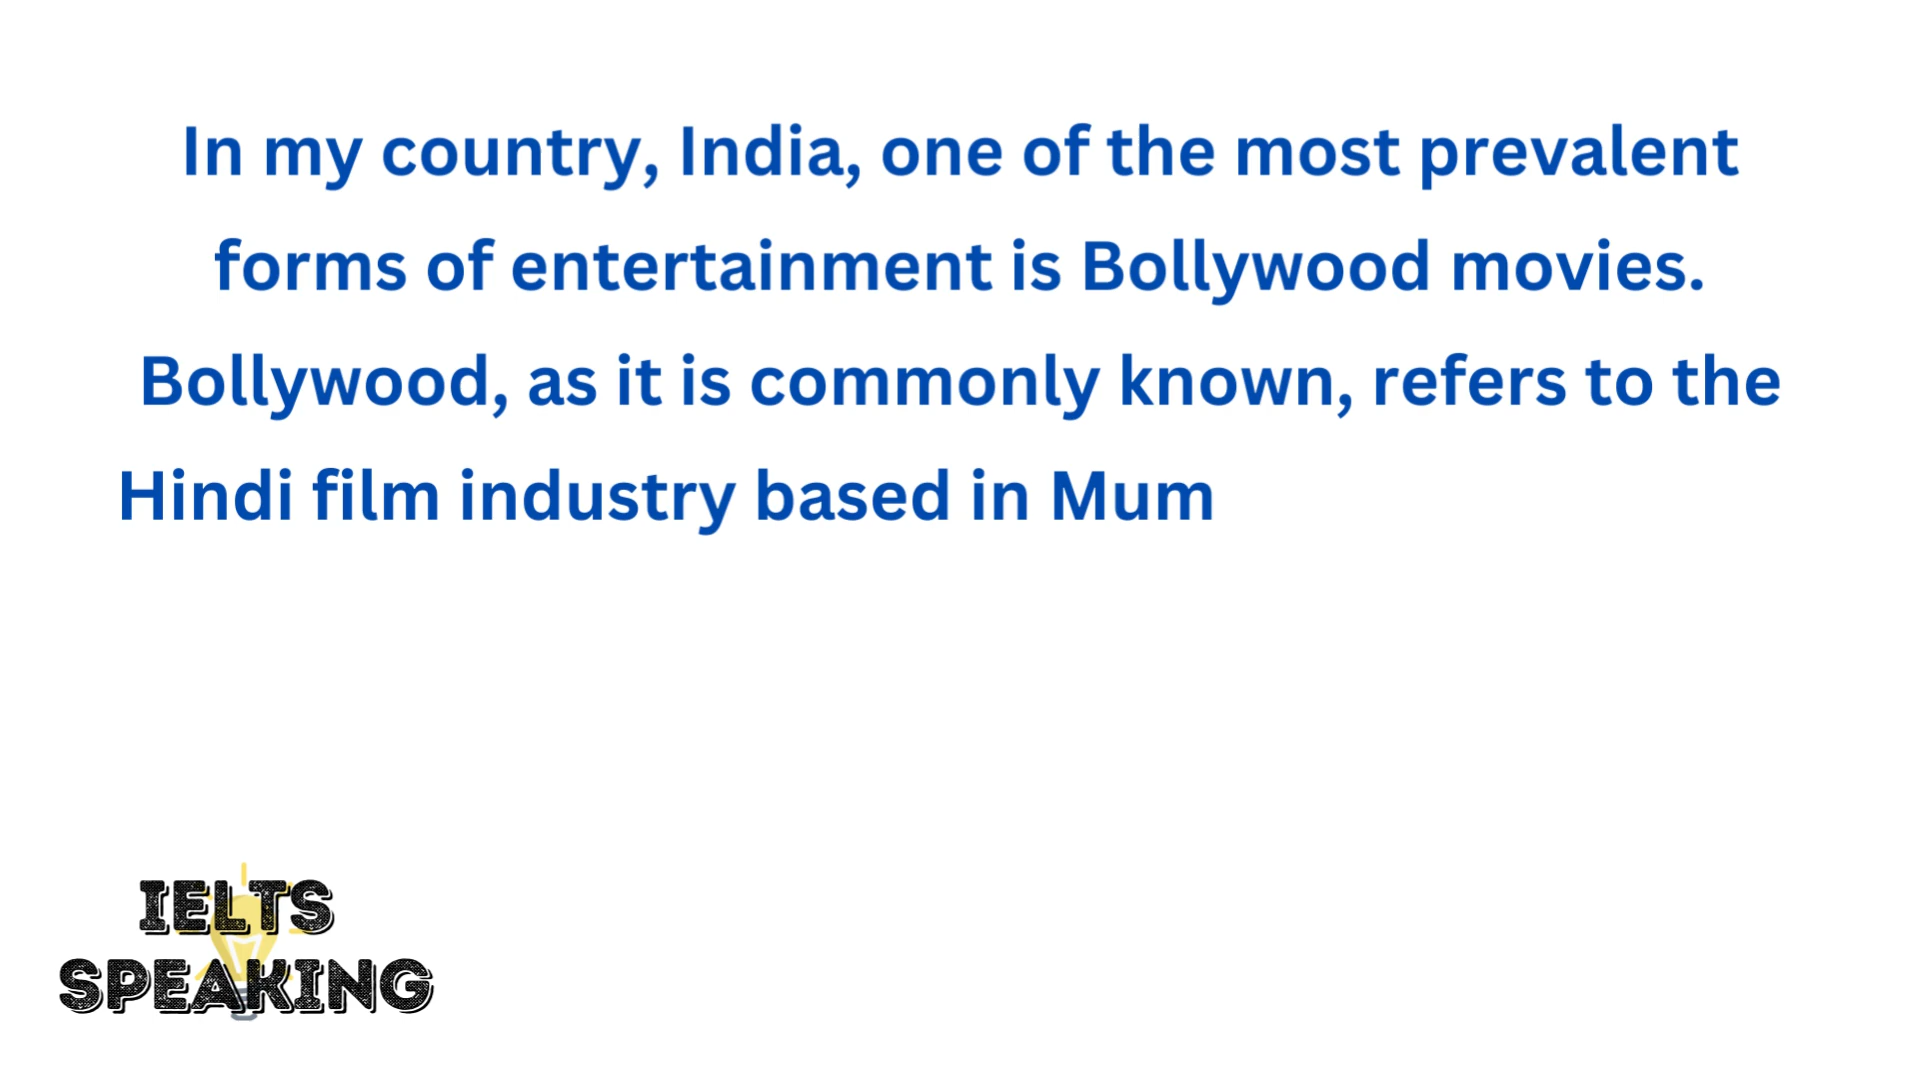 In my country, India, one of the most prevalent
forms of entertainment is Bollywood movies.
Bollywood, as it is commonly known, refers to the
Hindi film industry based in Mum
IELTS
SPEAKING